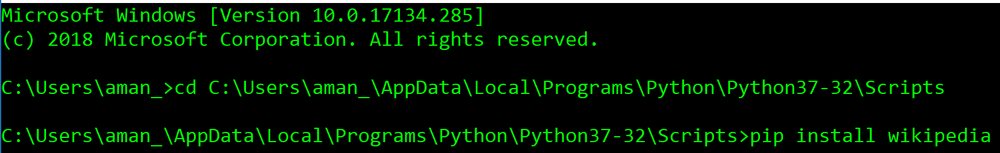 Microsoft Windows [Version 10.0.17134.285]
(c) 2018 Microsoft Corporation. All rights reserved.
C:\Users\aman_>cd C:\Users\aman_\AppData\Local\Programs\Python\Python37-32\Scripts
C:\Users\aman_\AppData\Local\Programs\Python\Python37-32\Scripts>pip install wikipedia